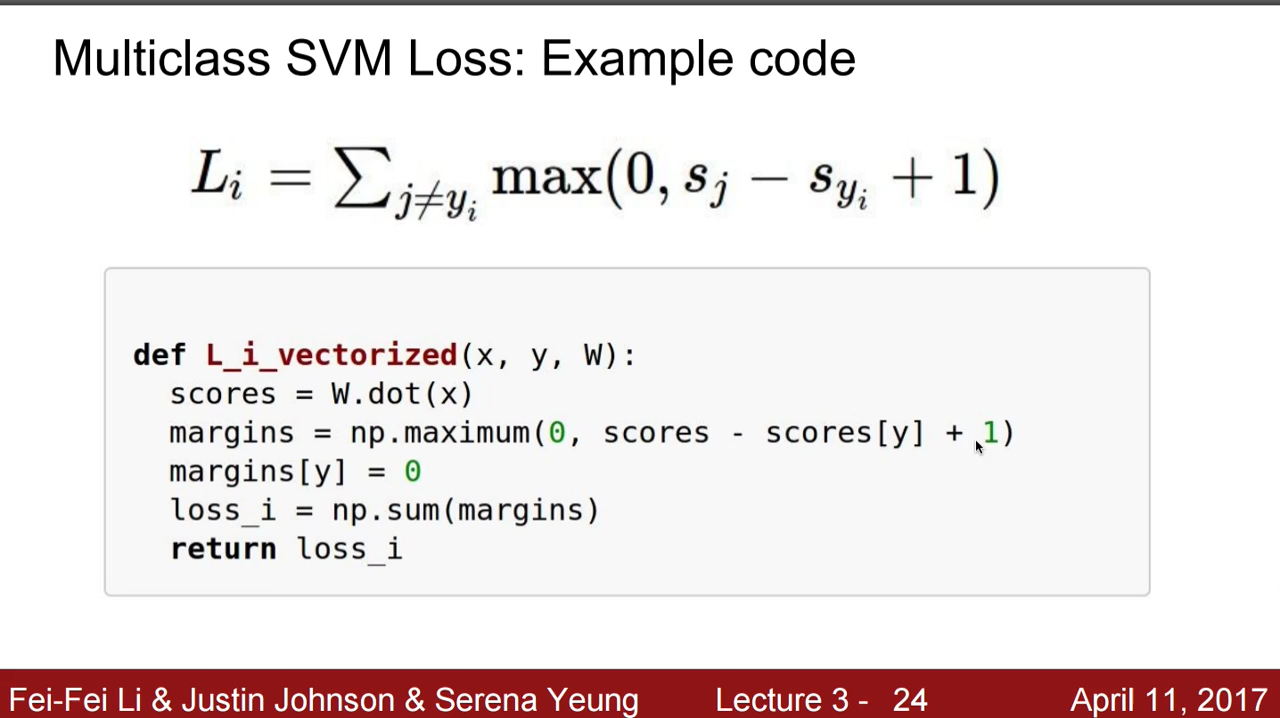 Multiclass SVM Loss: Example code
L_i = ∑_{j≠y_i} max(0, s_j − s_{y_i} + 1)
def L_i_vectorized(x, y, W):
  scores = W.dot(x)
  margins = np.maximum(0, scores - scores[y] + 1)
  margins[y] = 0
  loss_i = np.sum(margins)
  return loss_i
Fei-Fei Li & Justin Johnson & Serena Yeung Lecture 3 - 24 April 11, 2017